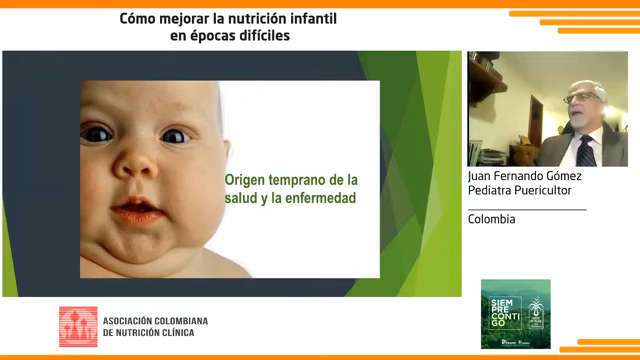 Cómo mejorar la nutrición infantil
en épocas difíciles
Origen temprano de la
salud y la enfermedad
Juan Fernando Gómez
Pediatra Puericultor
Colombia
ASOCIACIÓN COLOMBIANA
DE NUTRICIÓN CLÍNICA
SIEM
PRE
CONTI
GO